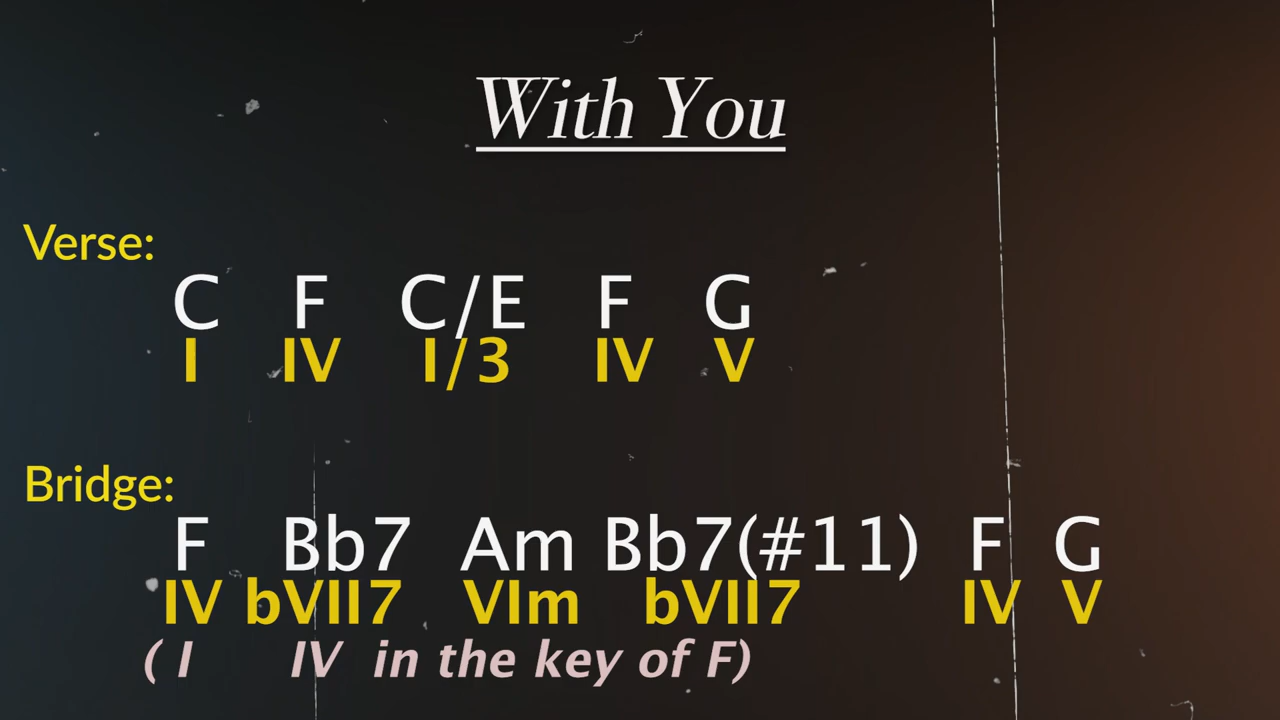 With You
Verse:
C F C/E F G
I IV I/3 IV V
Bridge:
F Bb7 Am Bb7(#11) F G
IV bVII7 VIm bVII7 IV V
( I IV in the key of F)